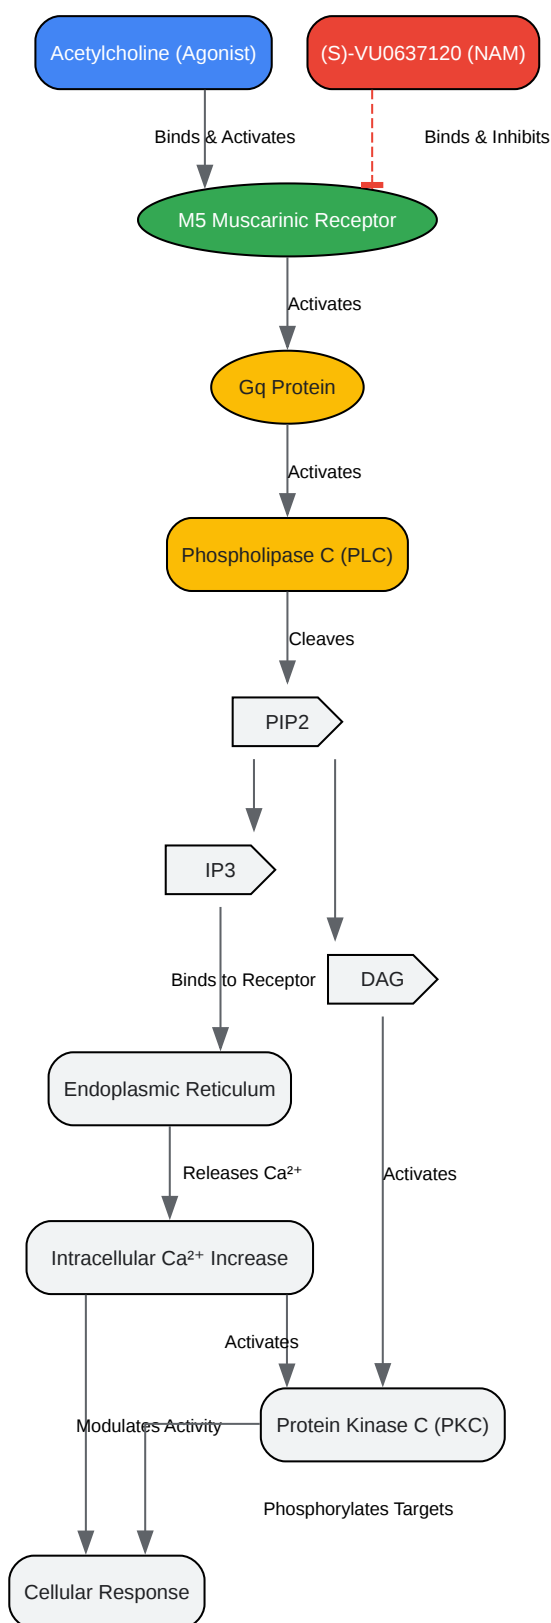 Acetylcholine (Agonist)
(S)-VU0637120 (NAM)
Binds & Activates
Binds & Inhibits
M5 Muscarinic Receptor
Activates
Gq Protein
Activates
Phospholipase C (PLC)
Cleaves
PIP2
IP3
Binds to Receptor
DAG
Endoplasmic Reticulum
Releases Ca²⁺
Activates
Intracellular Ca²⁺ Increase
Activates
Modulates Activity
Protein Kinase C (PKC)
Phosphorylates Targets
Cellular Response